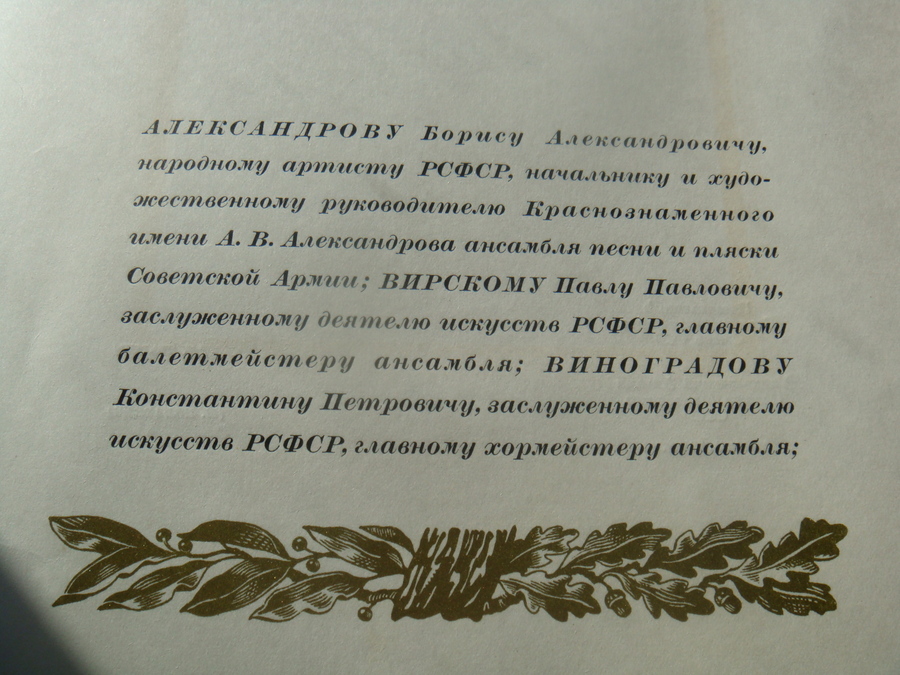 АЛЕКСАНДРОВУ Борису Александровичу,
народному артисту РСФСР, начальнику и худо-
жественному руководителю Краснознаменного
имени А. В. Александрова ансамбля песни и пляски
Советской Армии; ВИРСКОМУ Павлу Павловичу,
заслуженному деятелю искусств РСФСР, главному
балетмейстеру ансамбля; ВИНОГРАДОВУ
Константину Петровичу, заслуженному деятелю
искусств РСФСР, главному хормейстеру ансамбля;